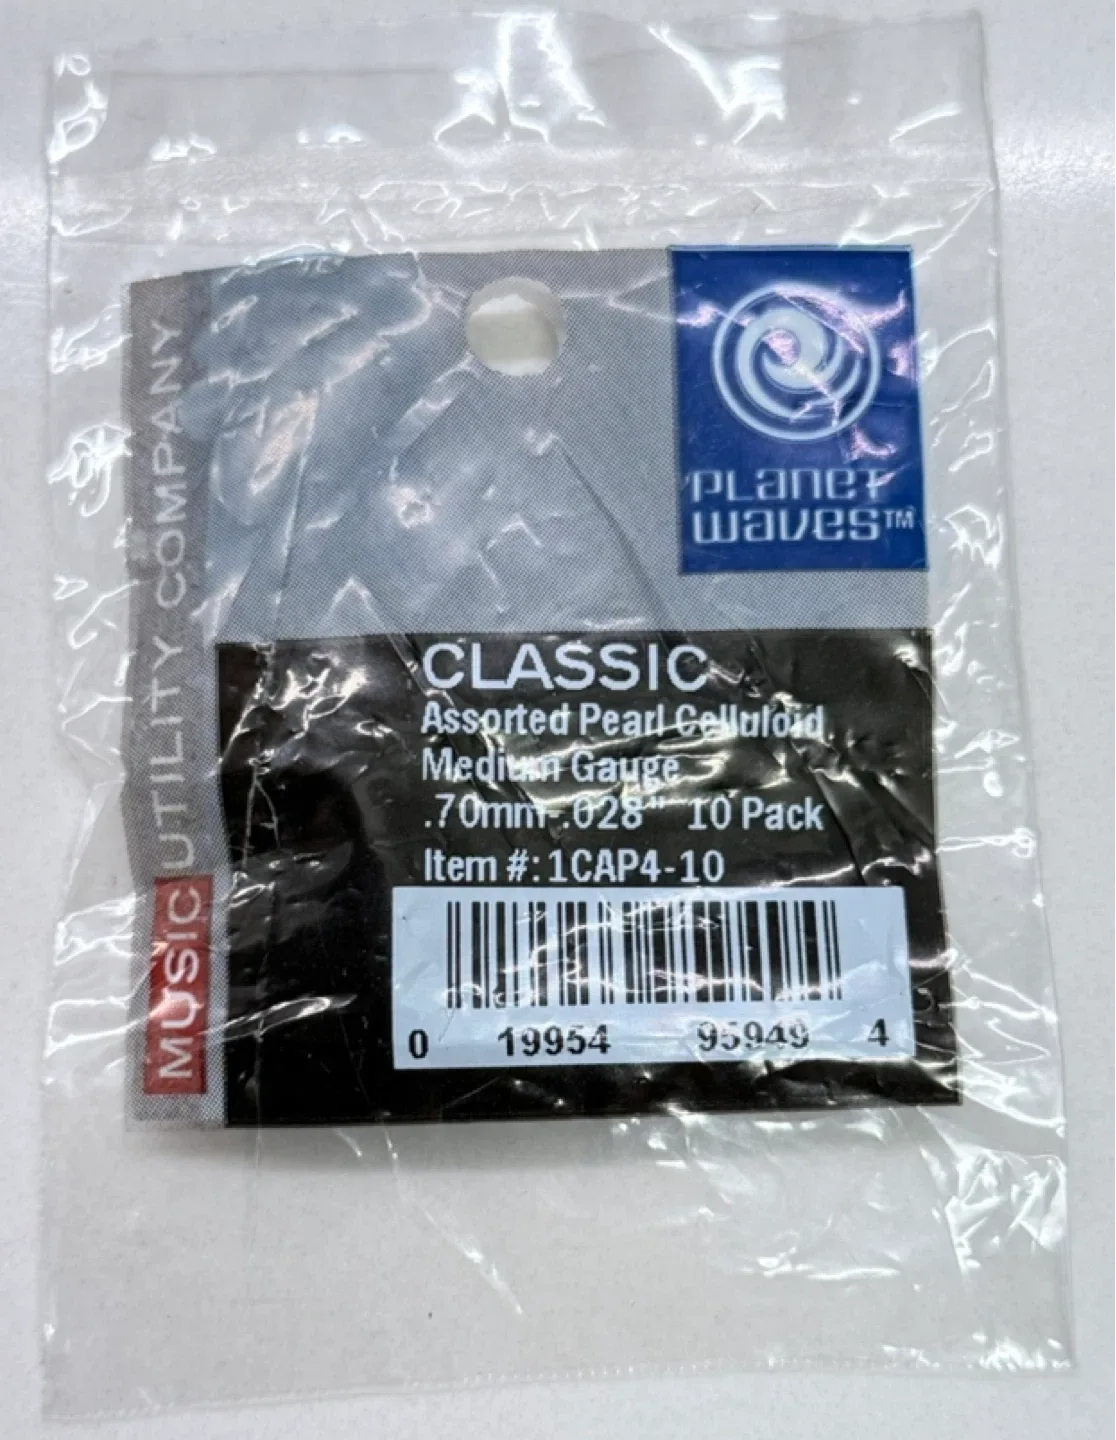 PLANET
WAVES™
MUSIC UTILITY COMPANY
CLASSIC
Assorted Pearl Celluloid
Medium Gauge
.70mm-.028" 10 Pack
Item #: 1CAP4-10
0 19954 95949 4